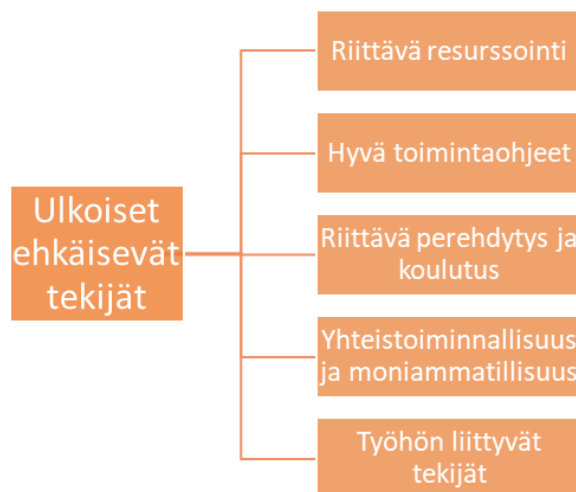 Ulkoiset
ehkäisevät
tekijät
Riittävä resurssointi
Hyvä toimintaohjeet
Riittävä perehdytys ja
koulutus
Yhteistoiminnallisuus
ja moniammatillisuus
Työhön liittyvät
tekijät